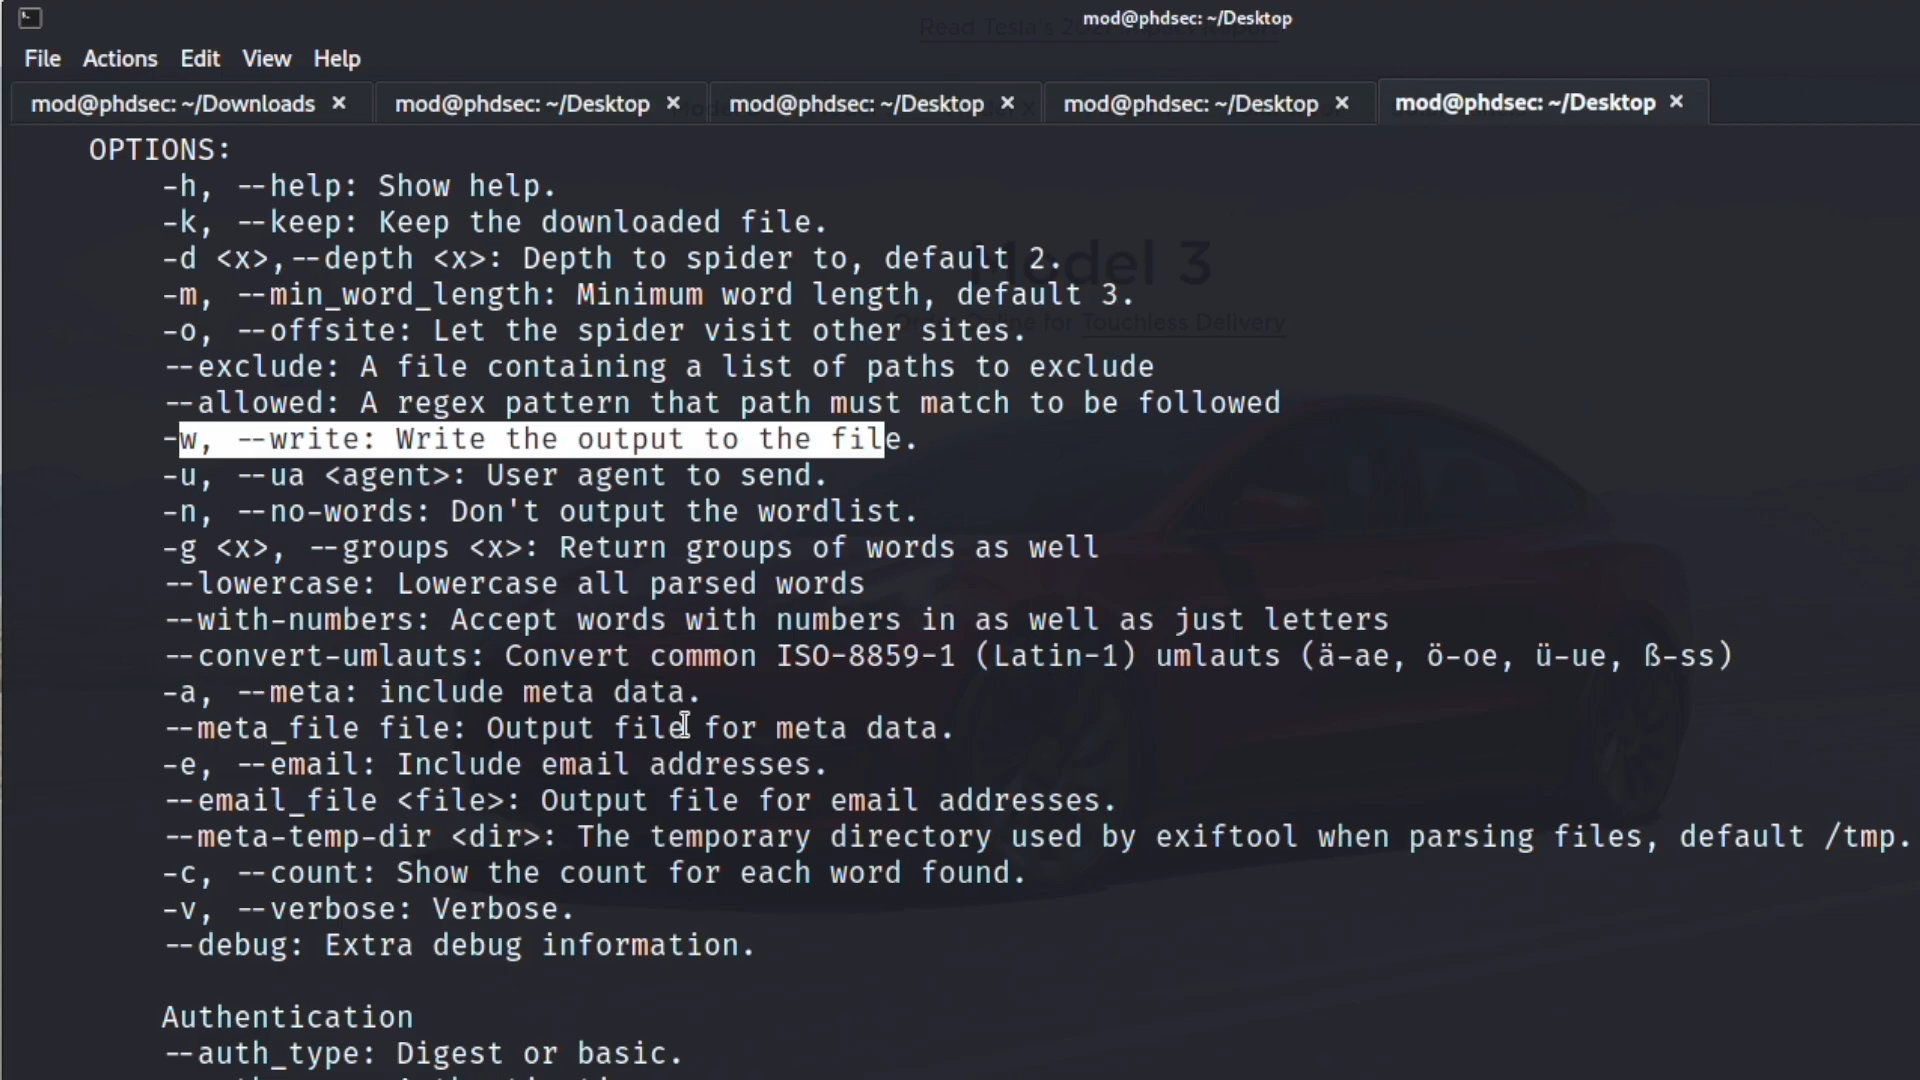 mod@phdsec: ~/Desktop
File Actions Edit View Help
mod@phdsec: ~/Downloads × mod@phdsec: ~/Desktop × mod@phdsec: ~/Desktop × mod@phdsec: ~/Desktop × mod@phdsec: ~/Desktop ×
OPTIONS:
-h, --help: Show help.
-k, --keep: Keep the downloaded file.
-d <x>,--depth <x>: Depth to spider to, default 2.
Model 3
-m, --min_word_length: Minimum word length, default 3.
-o, --offsite: Let the spider visit other sites.
Order Online for Touchless Delivery
--exclude: A file containing a list of paths to exclude
--allowed: A regex pattern that path must match to be followed
-w, --write: Write the output to the file.
-u, --ua <agent>: User agent to send.
-n, --no-words: Don't output the wordlist.
-g <x>, --groups <x>: Return groups of words as well
--lowercase: Lowercase all parsed words
--with-numbers: Accept words with numbers in as well as just letters
--convert-umlauts: Convert common ISO-8859-1 (Latin-1) umlauts (ä-ae, ö-oe, ü-ue, ß-ss)
-a, --meta: include meta data.
--meta_file file: Output file for meta data.
-e, --email: Include email addresses.
--email_file <file>: Output file for email addresses.
--meta-temp-dir <dir>: The temporary directory used by exiftool when parsing files, default /tmp.
-c, --count: Show the count for each word found.
-v, --verbose: Verbose.
--debug: Extra debug information.
Authentication
--auth_type: Digest or basic.